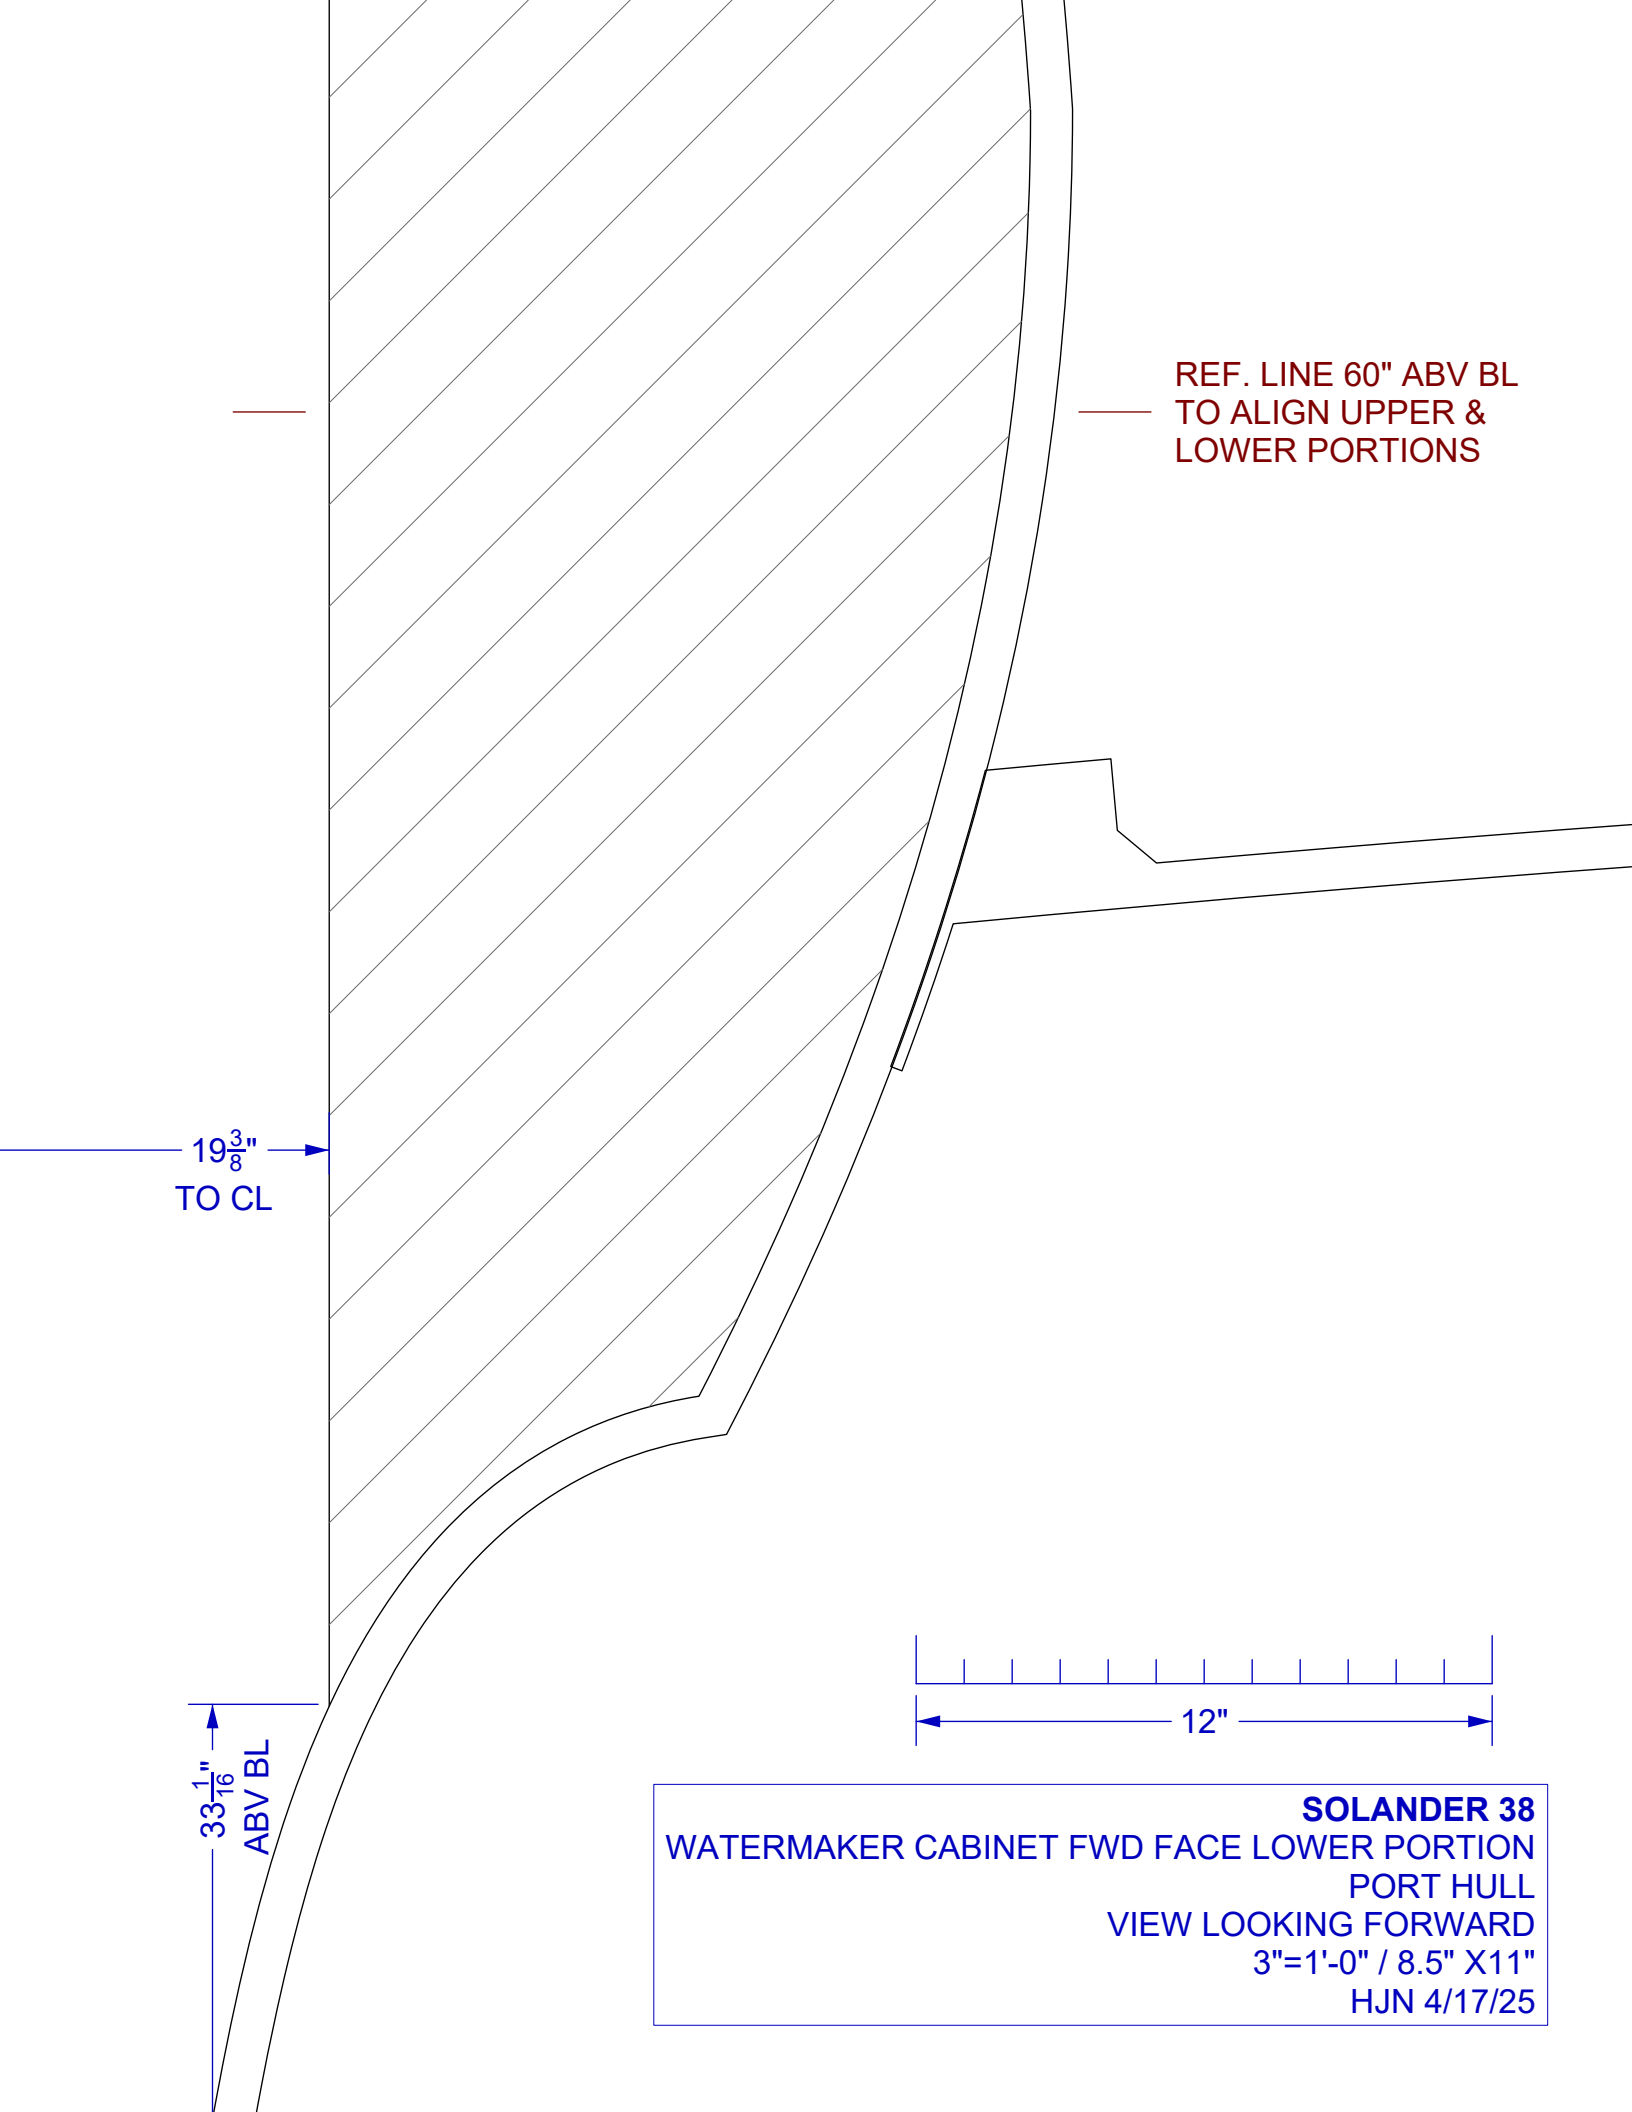 REF. LINE 60" ABV BL
TO ALIGN UPPER &
LOWER PORTIONS
19 3/8"
TO CL
33 1/16"
ABV BL
12"
SOLANDER 38
WATERMAKER CABINET FWD FACE LOWER PORTION
PORT HULL
VIEW LOOKING FORWARD
3"=1'-0" / 8.5" X11"
HJN 4/17/25